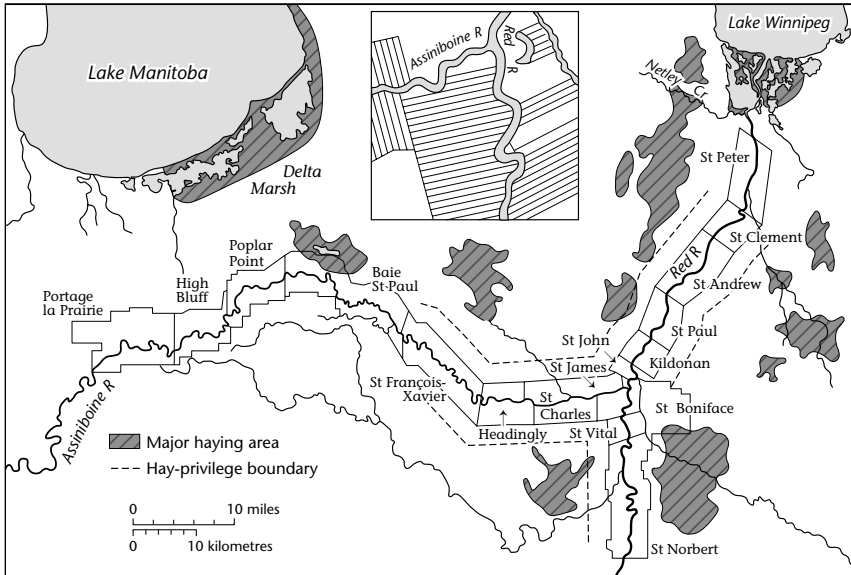 Lake Winnipeg
Lake Manitoba
Assiniboine R
Red
R
Netley Cr
Delta
Marsh
St Peter
St Clement
Red R
St Andrew
Poplar
Point
High
Bluff
Baie
St Paul
Portage
la Prairie
St John
St Paul
St James
Kildonan
St François-
Xavier
St
Charles
St Boniface
Headingly
St Vital
Assiniboine R
Major haying area
Hay-privilege boundary
0 10 miles
0 10 kilometres
St Norbert